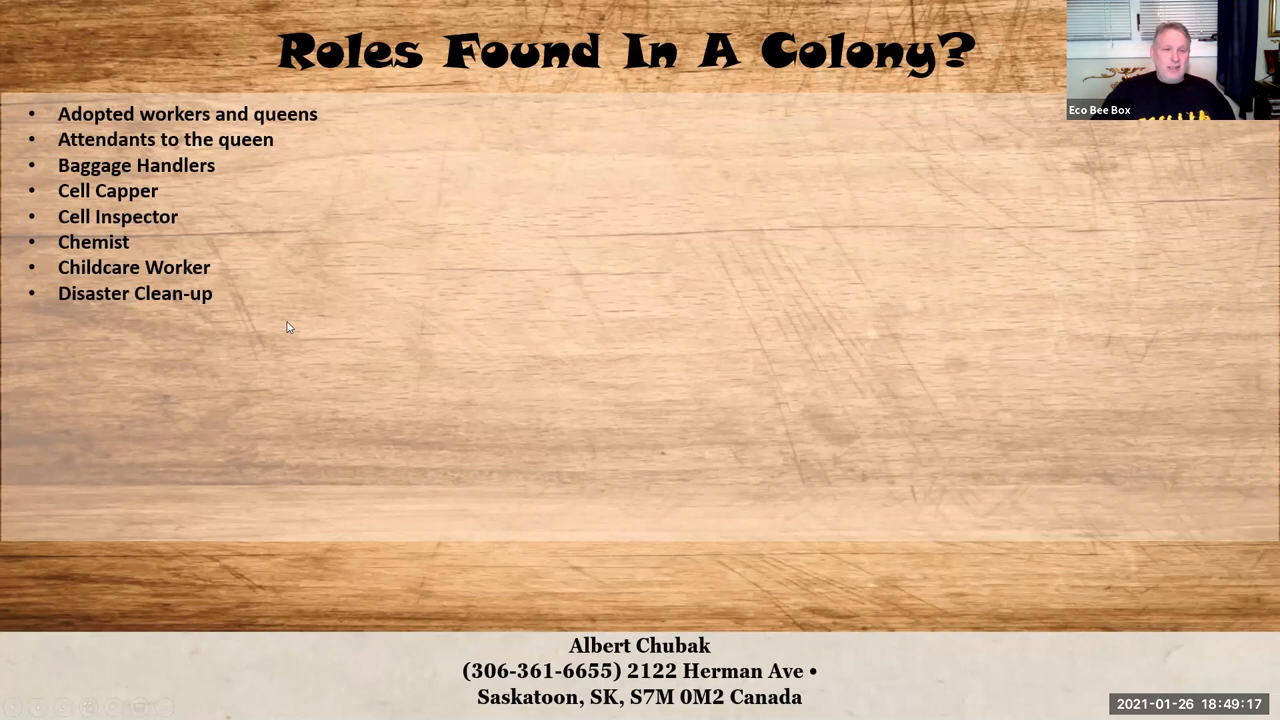 Roles Found In A Colony?
Eco Bee Box
• Adopted workers and queens
• Attendants to the queen
• Baggage Handlers
• Cell Capper
• Cell Inspector
• Chemist
• Childcare Worker
• Disaster Clean-up
Albert Chubak
(306-361-6655) 2122 Herman Ave •
Saskatoon, SK, S7M 0M2 Canada
2021-01-26 18:49:17